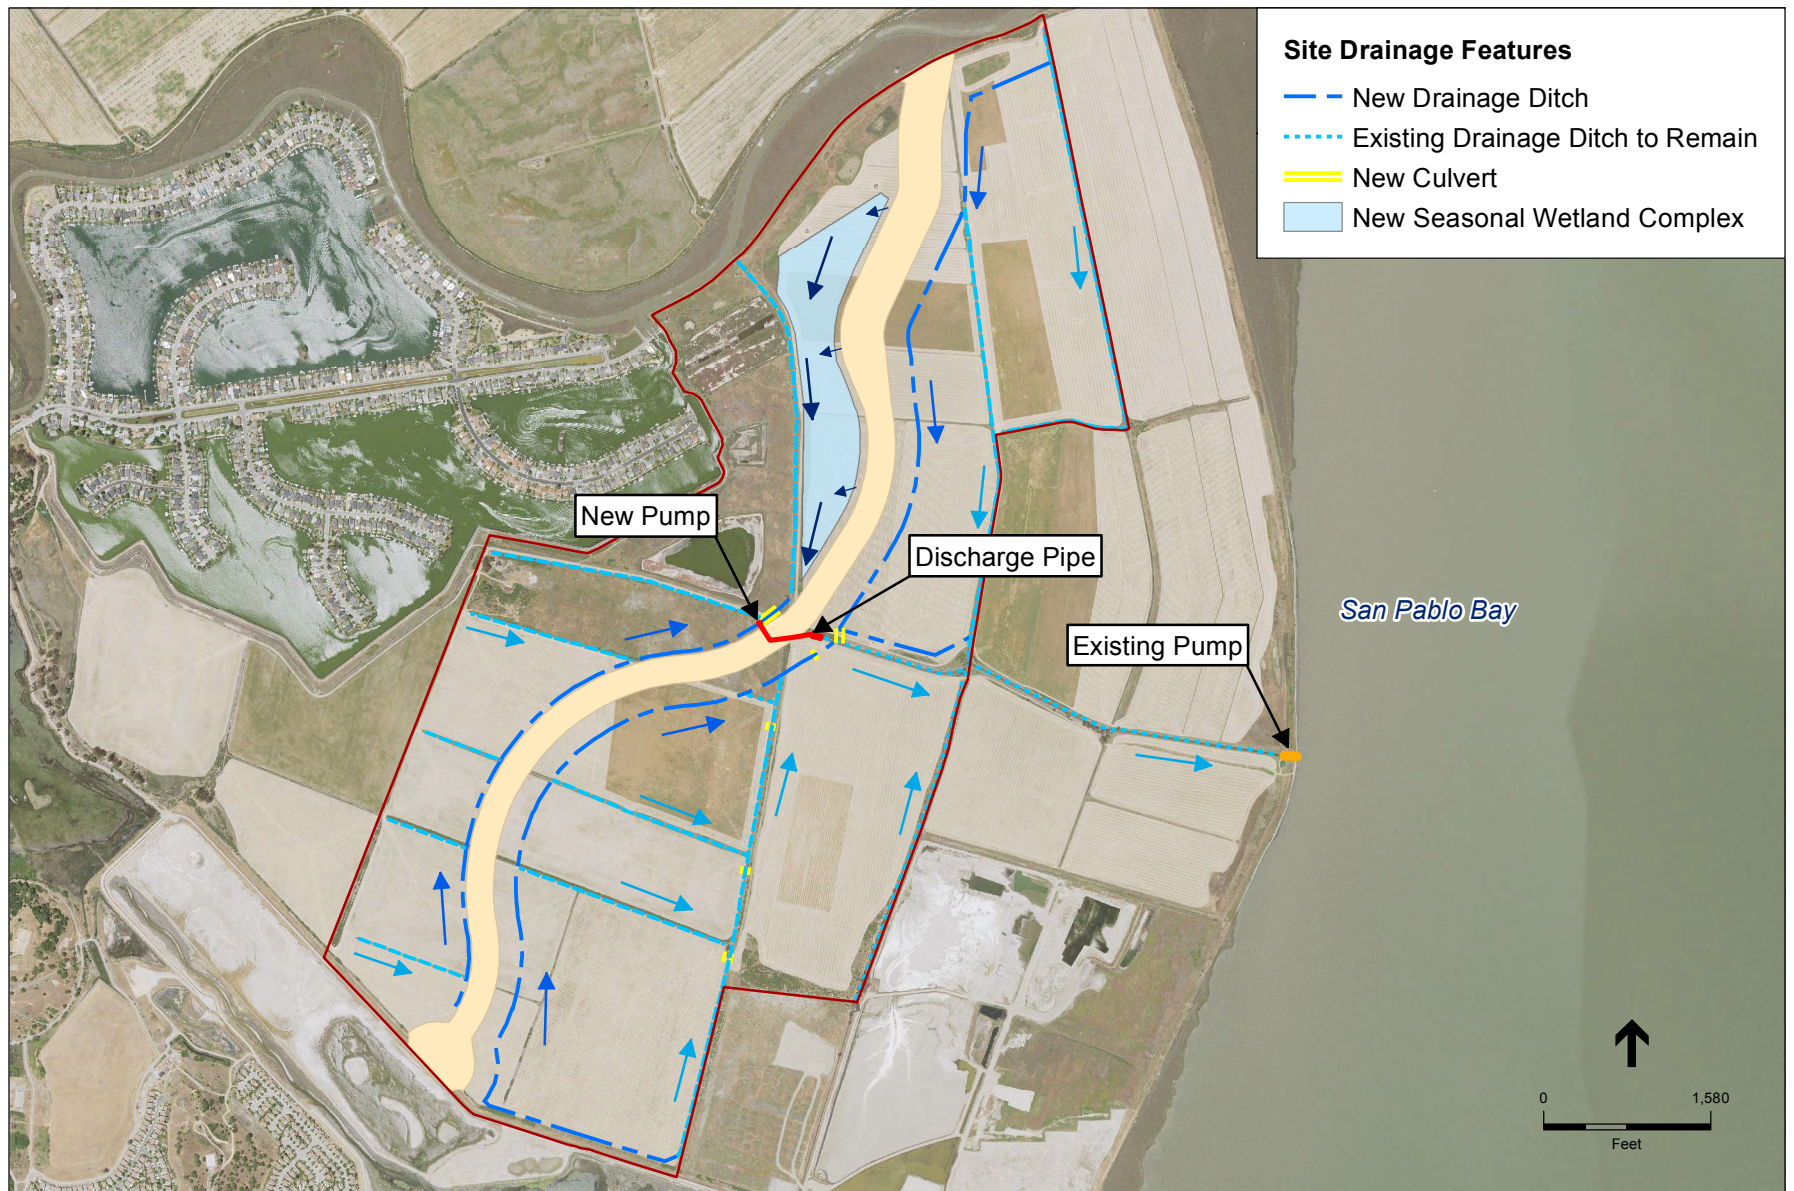 Site Drainage Features
New Drainage Ditch
Existing Drainage Ditch to Remain
New Culvert
New Seasonal Wetland Complex
New Pump
Discharge Pipe
San Pablo Bay
Existing Pump
0 1,580
Feet